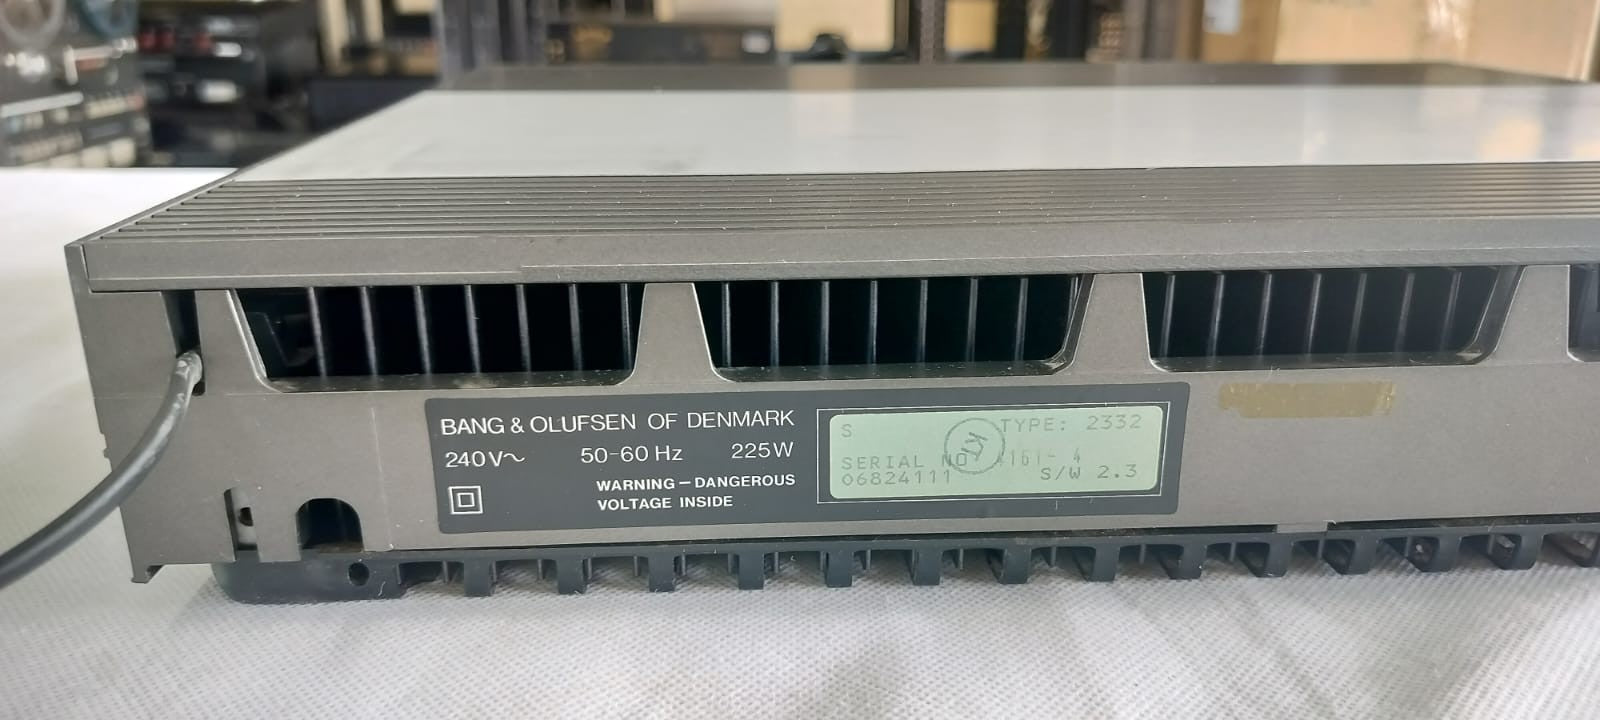 BANG & OLUFSEN OF DENMARK
240V~ 50-60 Hz 225W
WARNING – DANGEROUS
VOLTAGE INSIDE
S TYPE: 2332
SERIAL NO
06824111 S/W 2.3